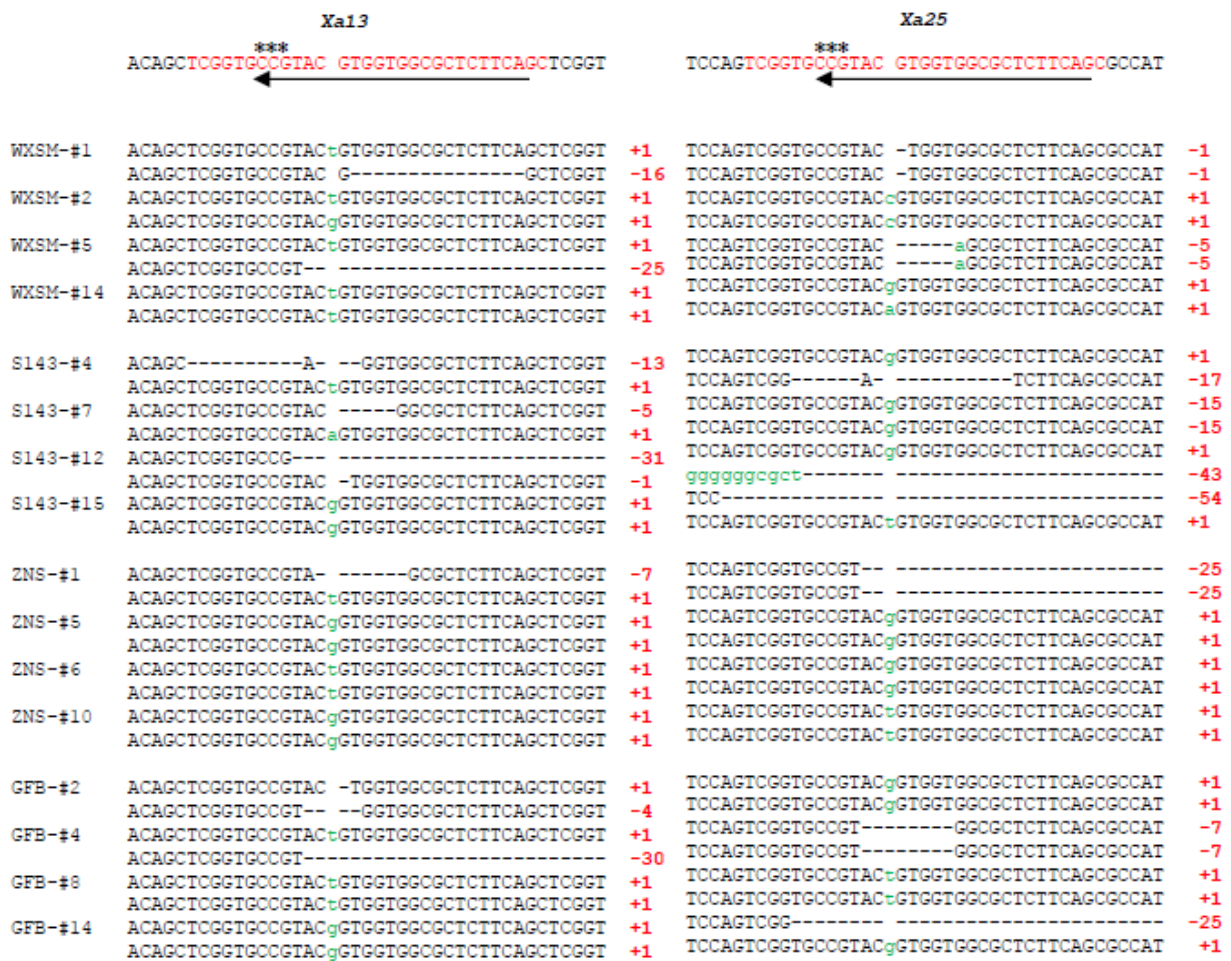 Xa13 Xa25
*** ***
ACAGCTCGGTGCCGTAC GTGGTGGCGCTCTTCAGCTCGGT TCCAGTCGGTGCCGTAC GTGGTGGCGCTCTTCAGCGCCAT
WXSM-#1 ACAGCTCGGTGCCGTACtGTGGTGGCGCTCTTCAGCTCGGT +1 TCCAGTCGGTGCCGTAC -TGGTGGCGCTCTTCAGCGCCAT -1
ACAGCTCGGTGCCGTAC G---------------GCTCGGT -16 TCCAGTCGGTGCCGTAC -TGGTGGCGCTCTTCAGCGCCAT -1
WXSM-#2 ACAGCTCGGTGCCGTACtGTGGTGGCGCTCTTCAGCTCGGT +1 TCCAGTCGGTGCCGTACcGTGGTGGCGCTCTTCAGCGCCAT +1
ACAGCTCGGTGCCGTACgGTGGTGGCGCTCTTCAGCTCGGT +1 TCCAGTCGGTGCCGTACcGTGGTGGCGCTCTTCAGCGCCAT +1
WXSM-#5 ACAGCTCGGTGCCGTACtGTGGTGGCGCTCTTCAGCTCGGT +1 TCCAGTCGGTGCCGTAC -----aGCGCTCTTCAGCGCCAT -5
ACAGCTCGGTGCCGT-- ----------------------- -25 TCCAGTCGGTGCCGTAC -----aGCGCTCTTCAGCGCCAT -5
WXSM-#14 ACAGCTCGGTGCCGTACtGTGGTGGCGCTCTTCAGCTCGGT +1 TCCAGTCGGTGCCGTACgGTGGTGGCGCTCTTCAGCGCCAT +1
ACAGCTCGGTGCCGTACtGTGGTGGCGCTCTTCAGCTCGGT +1 TCCAGTCGGTGCCGTACaGTGGTGGCGCTCTTCAGCGCCAT +1
S143-#4 ACAGC----------A- --GGTGGCGCTCTTCAGCTCGGT -13 TCCAGTCGGTGCCGTACgGTGGTGGCGCTCTTCAGCGCCAT +1
ACAGCTCGGTGCCGTACtGTGGTGGCGCTCTTCAGCTCGGT +1 TCCAGTCGG------A- ----------TCTTCAGCGCCAT -17
S143-#7 ACAGCTCGGTGCCGTAC -----GGCGCTCTTCAGCTCGGT -5 TCCAGTCGGTGCCGTACgGTGGTGGCGCTCTTCAGCGCCAT -15
ACAGCTCGGTGCCGTACaGTGGTGGCGCTCTTCAGCTCGGT +1 TCCAGTCGGTGCCGTACgGTGGTGGCGCTCTTCAGCGCCAT -15
S143-#12 ACAGCTCGGTGCCG--- ----------------------- -31 TCCAGTCGGTGCCGTACgGTGGTGGCGCTCTTCAGCGCCAT +1
ACAGCTCGGTGCCGTAC -TGGTGGCGCTCTTCAGCTCGGT -1 ggggggcgct------- ----------------------- -43
S143-#15 ACAGCTCGGTGCCGTACgGTGGTGGCGCTCTTCAGCTCGGT +1 TCC-------------- ----------------------- -54
ACAGCTCGGTGCCGTACgGTGGTGGCGCTCTTCAGCTCGGT +1 TCCAGTCGGTGCCGTACtGTGGTGGCGCTCTTCAGCGCCAT +1
ZNS-#1 ACAGCTCGGTGCCGTA- ------GCGCTCTTCAGCTCGGT -7 TCCAGTCGGTGCCGT-- ----------------------- -25
ACAGCTCGGTGCCGTACtGTGGTGGCGCTCTTCAGCTCGGT +1 TCCAGTCGGTGCCGT-- ----------------------- -25
ZNS-#5 ACAGCTCGGTGCCGTACgGTGGTGGCGCTCTTCAGCTCGGT +1 TCCAGTCGGTGCCGTACgGTGGTGGCGCTCTTCAGCGCCAT +1
ACAGCTCGGTGCCGTACgGTGGTGGCGCTCTTCAGCTCGGT +1 TCCAGTCGGTGCCGTACgGTGGTGGCGCTCTTCAGCGCCAT +1
ZNS-#6 ACAGCTCGGTGCCGTACtGTGGTGGCGCTCTTCAGCTCGGT +1 TCCAGTCGGTGCCGTACgGTGGTGGCGCTCTTCAGCGCCAT +1
ACAGCTCGGTGCCGTACtGTGGTGGCGCTCTTCAGCTCGGT +1 TCCAGTCGGTGCCGTACgGTGGTGGCGCTCTTCAGCGCCAT +1
ZNS-#10 ACAGCTCGGTGCCGTACgGTGGTGGCGCTCTTCAGCTCGGT +1 TCCAGTCGGTGCCGTACtGTGGTGGCGCTCTTCAGCGCCAT +1
ACAGCTCGGTGCCGTACgGTGGTGGCGCTCTTCAGCTCGGT +1 TCCAGTCGGTGCCGTACtGTGGTGGCGCTCTTCAGCGCCAT +1
GFB-#2 ACAGCTCGGTGCCGTAC -TGGTGGCGCTCTTCAGCTCGGT +1 TCCAGTCGGTGCCGTACgGTGGTGGCGCTCTTCAGCGCCAT +1
ACAGCTCGGTGCCGT-- --GGTGGCGCTCTTCAGCTCGGT -4 TCCAGTCGGTGCCGTACgGTGGTGGCGCTCTTCAGCGCCAT +1
GFB-#4 ACAGCTCGGTGCCGTACtGTGGTGGCGCTCTTCAGCTCGGT +1 TCCAGTCGGTGCCGT--------GGCGCTCTTCAGCGCCAT -7
ACAGCTCGGTGCCGT-------------------------- -30 TCCAGTCGGTGCCGT--------GGCGCTCTTCAGCGCCAT -7
GFB-#8 ACAGCTCGGTGCCGTACtGTGGTGGCGCTCTTCAGCTCGGT +1 TCCAGTCGGTGCCGTACtGTGGTGGCGCTCTTCAGCGCCAT +1
ACAGCTCGGTGCCGTACtGTGGTGGCGCTCTTCAGCTCGGT +1 TCCAGTCGGTGCCGTACtGTGGTGGCGCTCTTCAGCGCCAT +1
GFB-#14 ACAGCTCGGTGCCGTACgGTGGTGGCGCTCTTCAGCTCGGT +1 TCCAGTCGG-------- ----------------------- -25
ACAGCTCGGTGCCGTACgGTGGTGGCGCTCTTCAGCTCGGT +1 TCCAGTCGGTGCCGTACgGTGGTGGCGCTCTTCAGCGCCAT +1